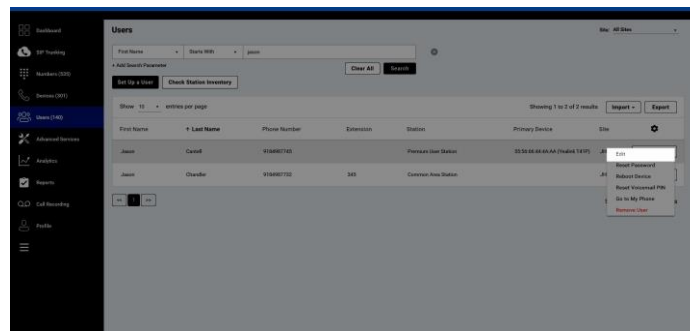 Dashboard
SIP Trunking
Numbers (535)
Devices (301)
Users (140)
Advanced Services
Analytics
Reports
Call Recording
Profile
Users
Site: All Sites
First Name
Starts With
jason
+ Add Search Parameter
Clear All
Search
Set Up a User
Check Station Inventory
Show 10 entries per page
Showing 1 to 2 of 2 results
Import
Export
First Name
Last Name
Phone Number
Extension
Station
Primary Device
Site
Jason
Premium User Station
Jason
Chandler
Common Area Station
1
Edit
Reset Password
Reboot Device
Reset Voicemail PIN
Go to My Phone
Remove User